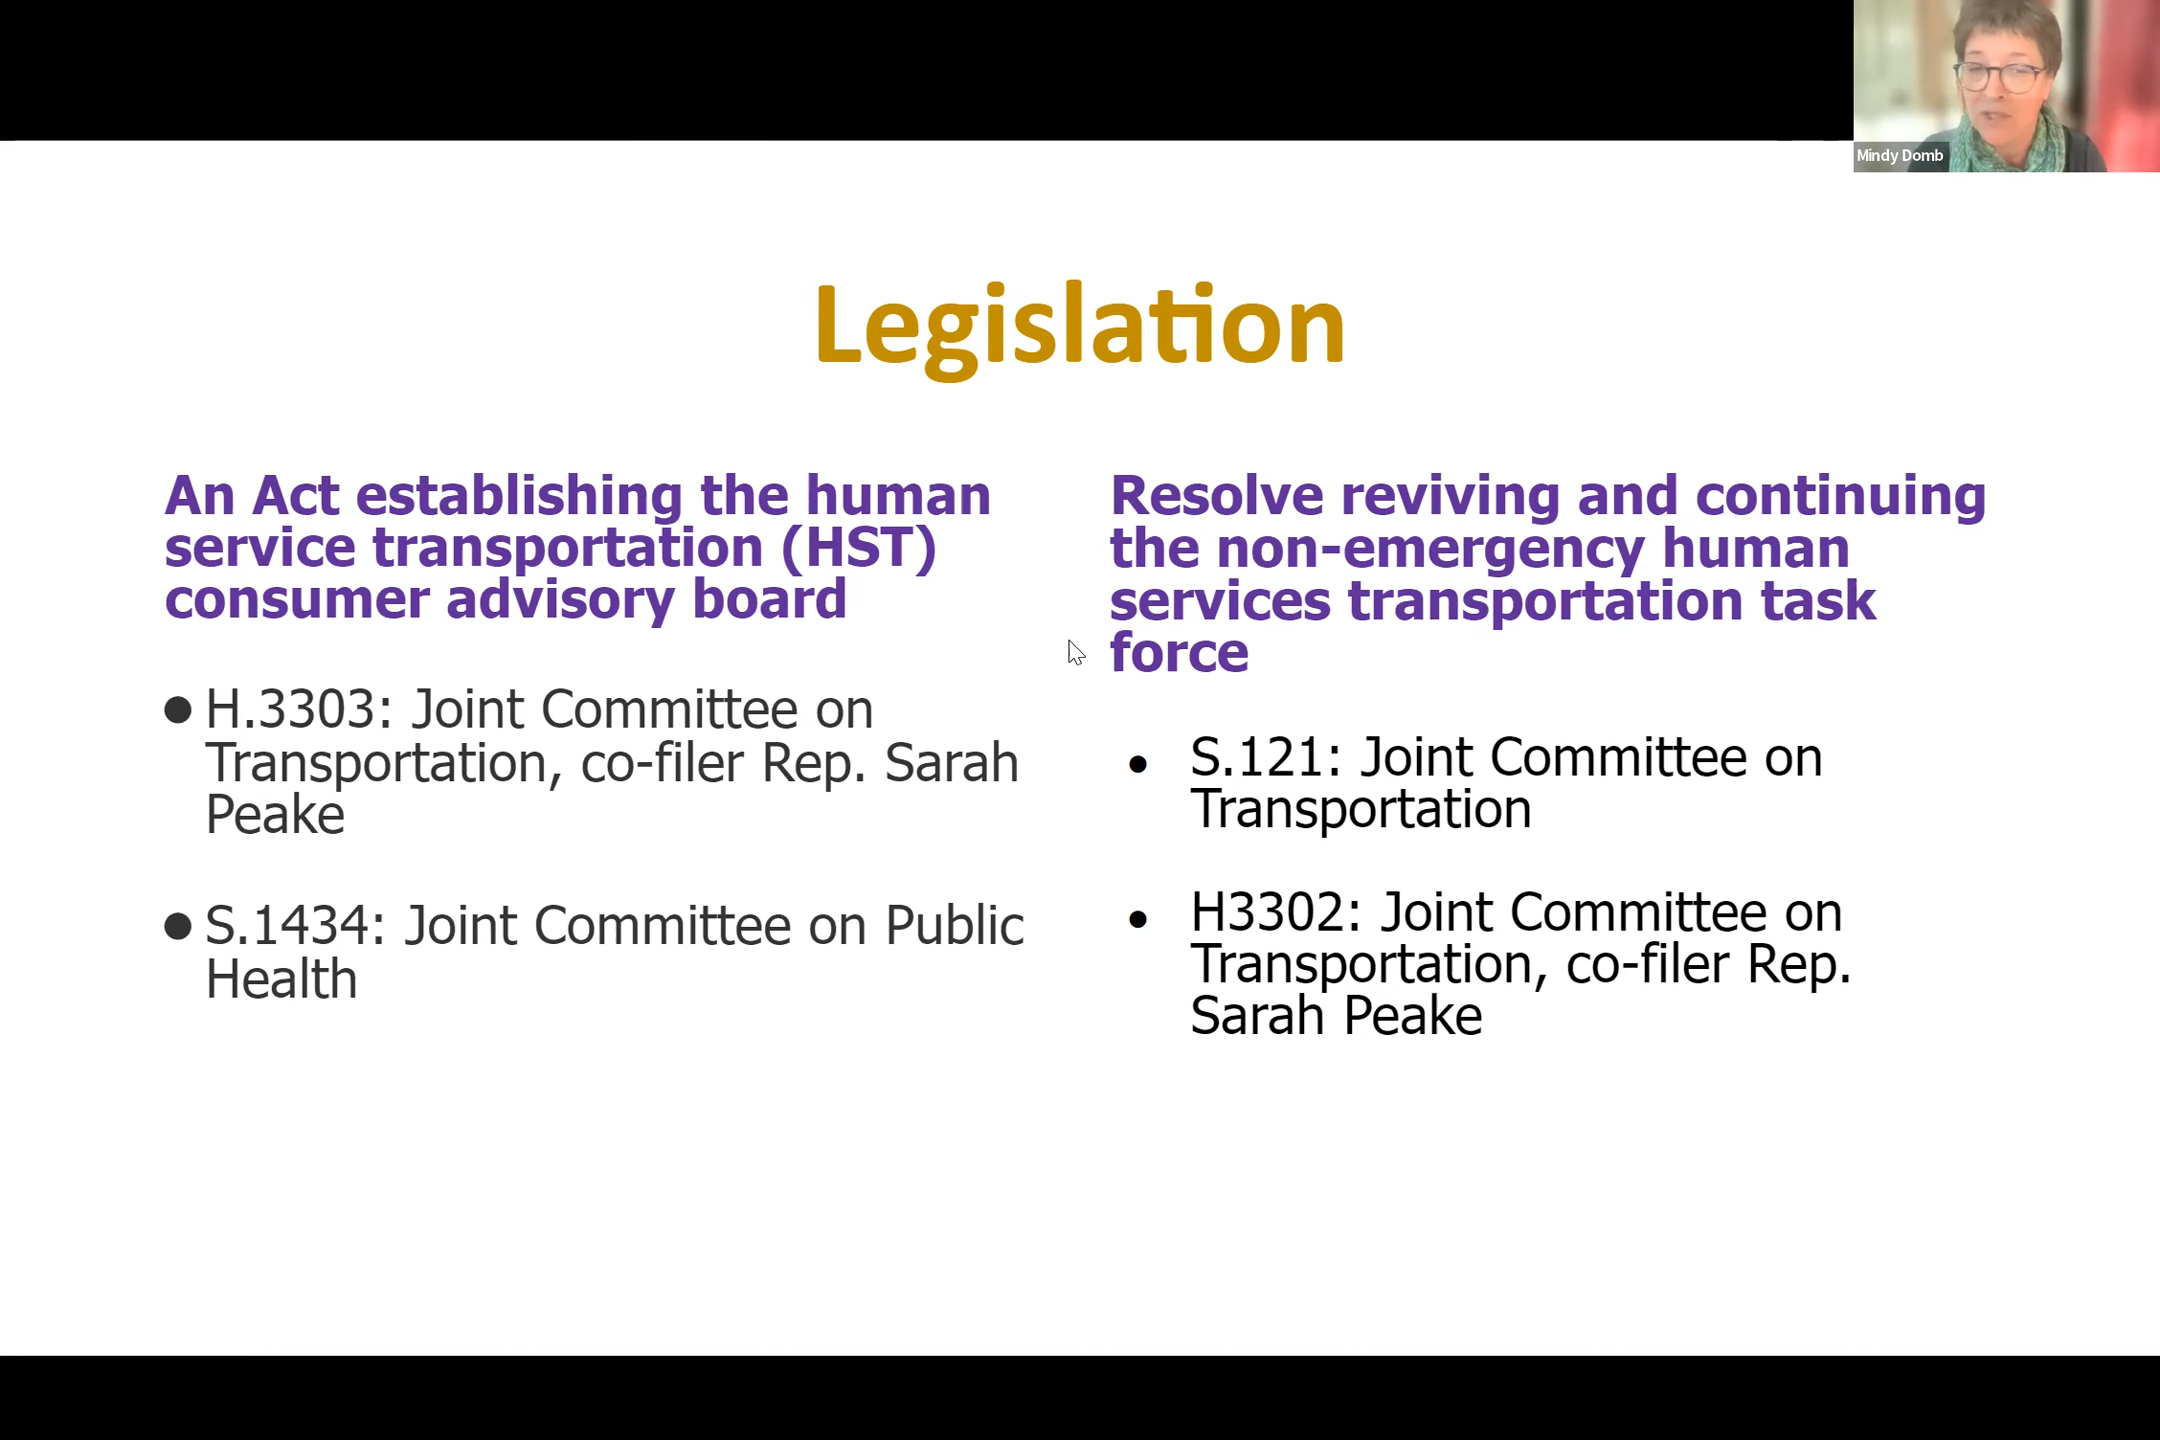 Mindy Domb
Legislation
An Act establishing the human
service transportation (HST)
consumer advisory board
● H.3303: Joint Committee on
Transportation, co-filer Rep. Sarah
Peake
● S.1434: Joint Committee on Public
Health
Resolve reviving and continuing
the non-emergency human
services transportation task
force
• S.121: Joint Committee on
Transportation
• H3302: Joint Committee on
Transportation, co-filer Rep.
Sarah Peake